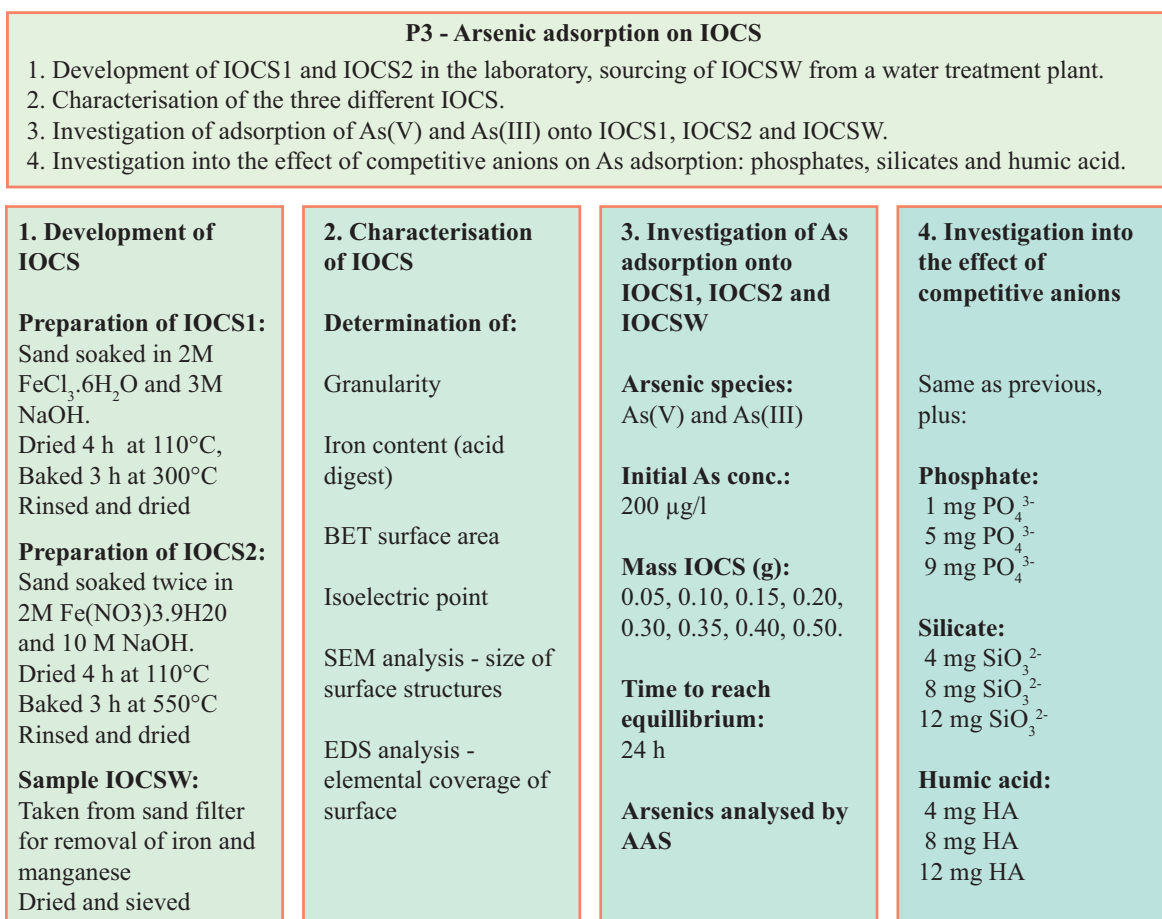 P3 - Arsenic adsorption on IOCS
1. Development of IOCS1 and IOCS2 in the laboratory, sourcing of IOCSW from a water treatment plant.
2. Characterisation of the three different IOCS.
3. Investigation of adsorption of As(V) and As(III) onto IOCS1, IOCS2 and IOCSW.
4. Investigation into the effect of competitive anions on As adsorption: phosphates, silicates and humic acid.
1. Development of
IOCS
Preparation of IOCS1:
Sand soaked in 2M
FeCl₃.6H₂O and 3M
NaOH.
Dried 4 h at 110°C,
Baked 3 h at 300°C
Rinsed and dried
Preparation of IOCS2:
Sand soaked twice in
2M Fe(NO3)3.9H20
and 10 M NaOH.
Dried 4 h at 110°C
Baked 3 h at 550°C
Rinsed and dried
Sample IOCSW:
Taken from sand filter
for removal of iron and
manganese
Dried and sieved
2. Characterisation
of IOCS
Determination of:
Granularity
Iron content (acid
digest)
BET surface area
Isoelectric point
SEM analysis - size of
surface structures
EDS analysis -
elemental coverage of
surface
3. Investigation of As
adsorption onto
IOCS1, IOCS2 and
IOCSW
Arsenic species:
As(V) and As(III)
Initial As conc.:
200 µg/l
Mass IOCS (g):
0.05, 0.10, 0.15, 0.20,
0.30, 0.35, 0.40, 0.50.
Time to reach
equillibrium:
24 h
Arsenics analysed by
AAS
4. Investigation into
the effect of
competitive anions
Same as previous,
plus:
Phosphate:
1 mg PO₄³⁻
5 mg PO₄³⁻
9 mg PO₄³⁻
Silicate:
4 mg SiO₃²⁻
8 mg SiO₃²⁻
12 mg SiO₃²⁻
Humic acid:
4 mg HA
8 mg HA
12 mg HA